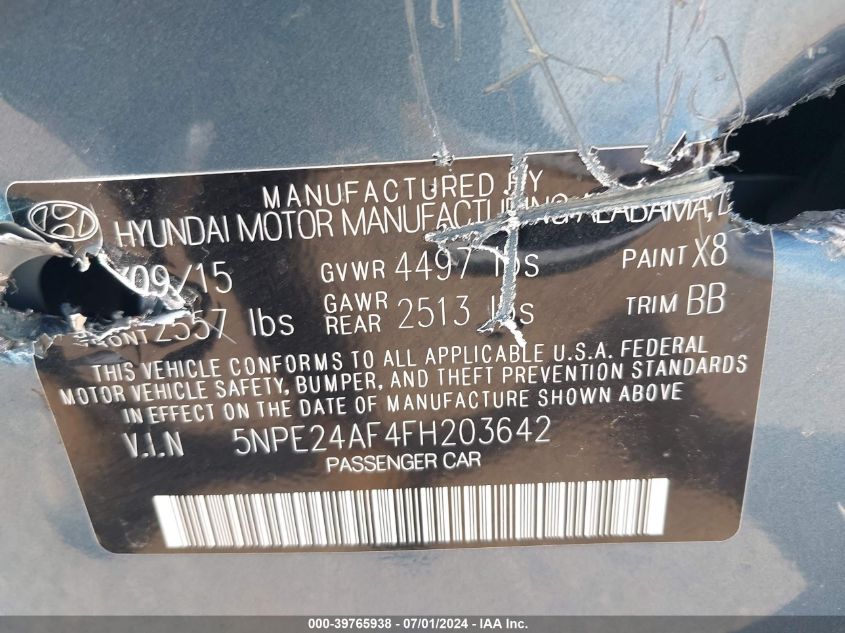 MANUFACTURED BY
HYUNDAI MOTOR MANUFACTURING ALABAMA,
09/15 GVWR 4497 lbs PAINT X8
2557 lbs GAWR REAR 2513 lbs TRIM BB
THIS VEHICLE CONFORMS TO ALL APPLICABLE U.S.A. FEDERAL
MOTOR VEHICLE SAFETY, BUMPER, AND THEFT PREVENTION STANDARDS
IN EFFECT ON THE DATE OF MANUFACTURE SHOWN ABOVE
V.I.N 5NPE24AF4FH203642
PASSENGER CAR
000-39765938 - 07/01/2024 - IAA Inc.